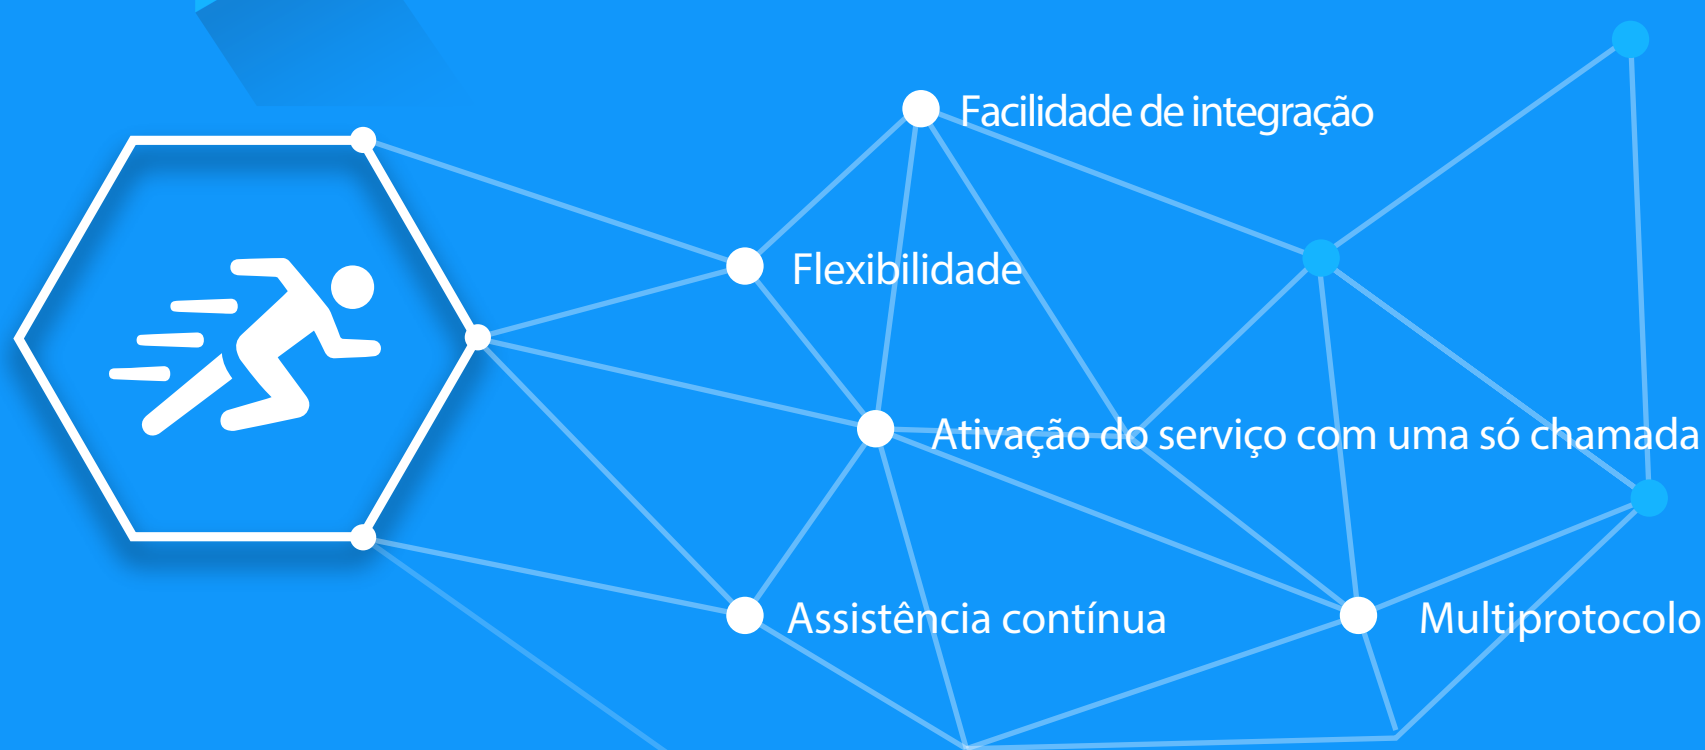 Facilidade de integração
Flexibilidade
Ativação do serviço com uma só chamada
Assistência contínua
Multiprotocolo